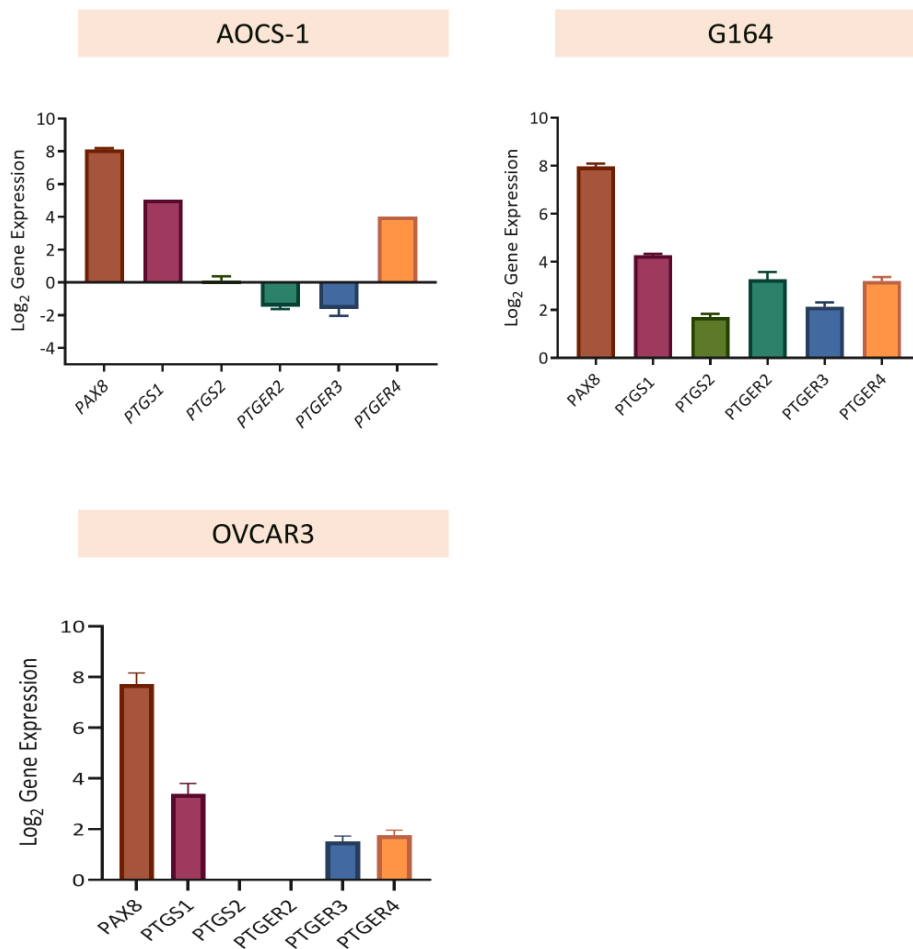 AOCS-1
Log2 Gene Expression
10
8
6
4
2
0
-2
-4
PAX8
PTGS1
PTGS2
PTGER2
PTGER3
PTGER4
G164
Log2 Gene Expression
10
8
6
4
2
0
PAX8
PTGS1
PTGS2
PTGER2
PTGER3
PTGER4
OVCAR3
Log2 Gene Expression
10
8
6
4
2
0
PAX8
PTGS1
PTGS2
PTGER2
PTGER3
PTGER4